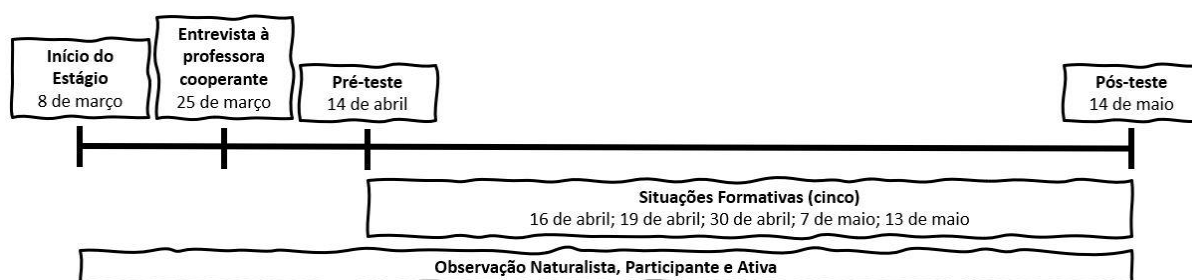 Início do
Estágio
8 de março
Entrevista à
professora
cooperante
25 de março
Pré-teste
14 de abril
Pós-teste
14 de maio
Situações Formativas (cinco)
16 de abril; 19 de abril; 30 de abril; 7 de maio; 13 de maio
Observação Naturalista, Participante e Ativa